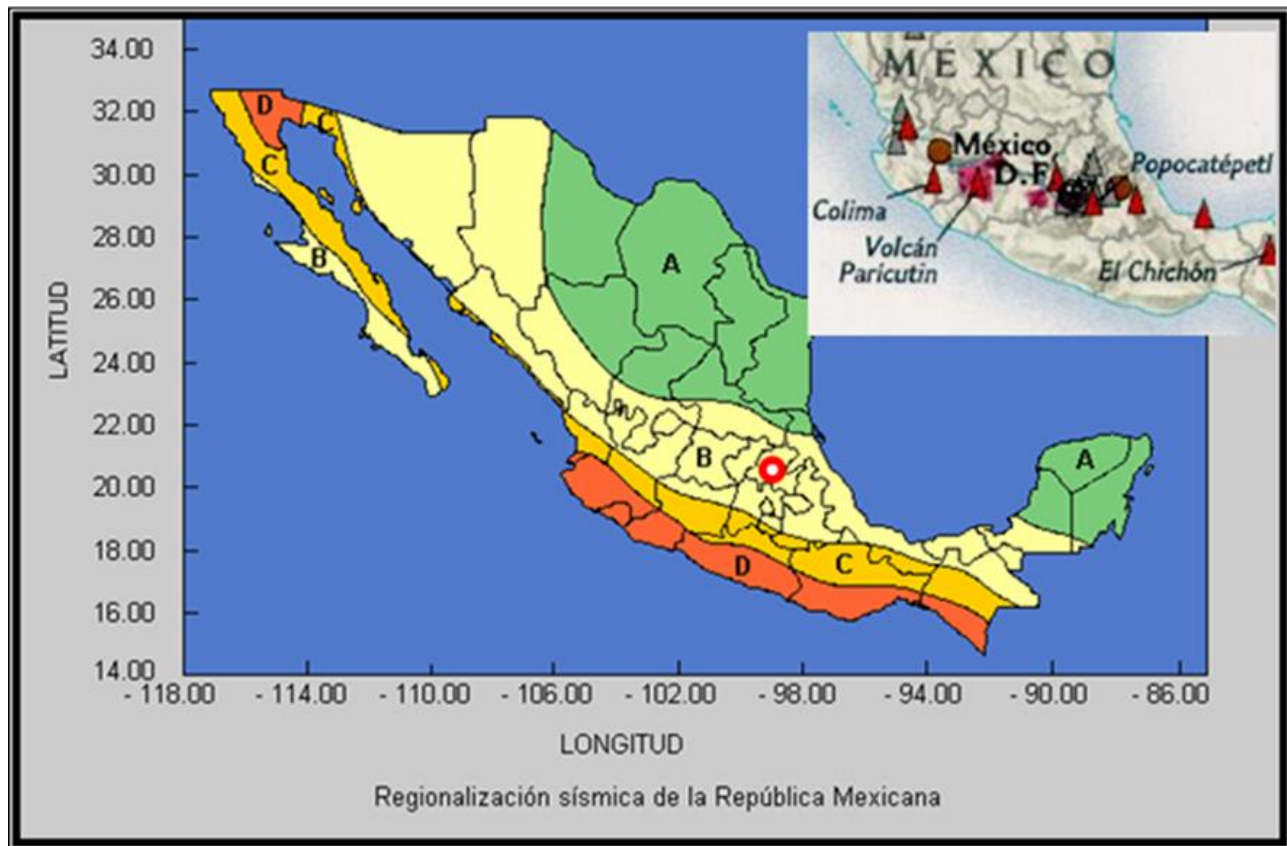 34.00
32.00
30.00
28.00
26.00
24.00
22.00
20.00
18.00
16.00
14.00
LATITUD
- 118.00 - 114.00 - 110.00 - 106.00 - 102.00 - 98.00 - 94.00 - 90.00 - 86.00
LONGITUD
D
C
C
B
A
B
A
D
C
MÉXICO
México
D.F.
Popocatépetl
Colima
Volcán
Paricutin
El Chichón
Regionalización sísmica de la República Mexicana